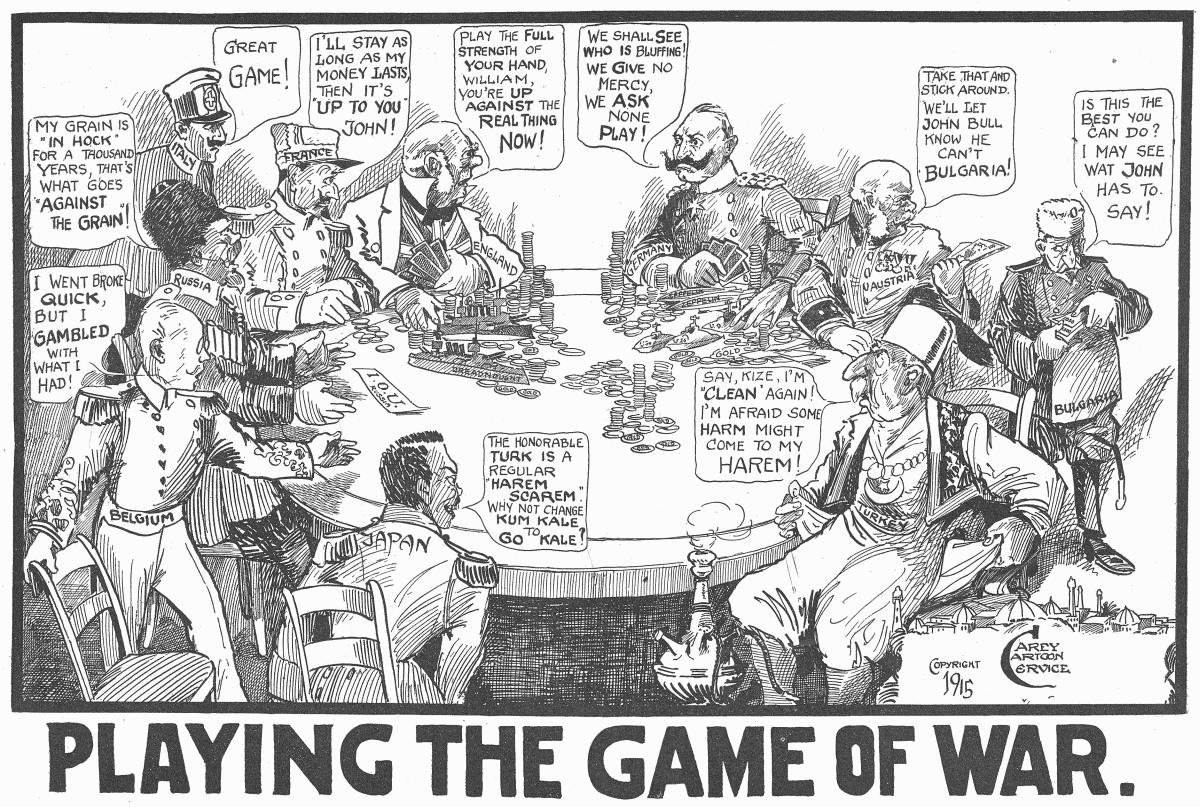 GREAT
GAME!
I'LL STAY AS
LONG AS MY
MONEY LASTS,
THEN IT'S
"UP TO YOU"
JOHN!
PLAY THE FULL
STRENGTH OF
YOUR HAND,
WILLIAM,
YOU'RE UP
AGAINST THE
REAL THING
NOW!
WE SHALL SEE
WHO IS BLUFFING!
WE GIVE NO
MERCY,
WE ASK
NONE
PLAY!
TAKE THAT AND
STICK AROUND.
WE'LL LET
JOHN BULL
KNOW HE
CAN'T
BULGARIA!
IS THIS THE
BEST YOU
CAN DO?
I MAY SEE
WAT JOHN
HAS TO
SAY!
MY GRAIN IS
"IN HOCK"
FOR A THOUSAND
YEARS, THAT'S
WHAT GOES
"AGAINST
THE GRAIN"!
ITALY
FRANCE
ENGLAND
GERMANY
AUSTRIA
RUSSIA
I WENT BROKE
QUICK,
BUT I
GAMBLED
WITH
WHAT I
HAD!
ZEPPELIN
GOLD
DREADNOUGHT
I.O.U.
SAY, KIZE, I'M
"CLEAN" AGAIN!
I'M AFRAID SOME
HARM MIGHT
COME TO MY
HAREM!
BULGARIA
THE HONORABLE
TURK IS A
REGULAR
"HAREM
SCAREM".
WHY NOT CHANGE
KUM KALE
TO
GO KALE!
BELGIUM
JAPAN
TURKEY
CAREY
CARTOON
SERVICE
COPYRIGHT
1915
PLAYING THE GAME OF WAR.